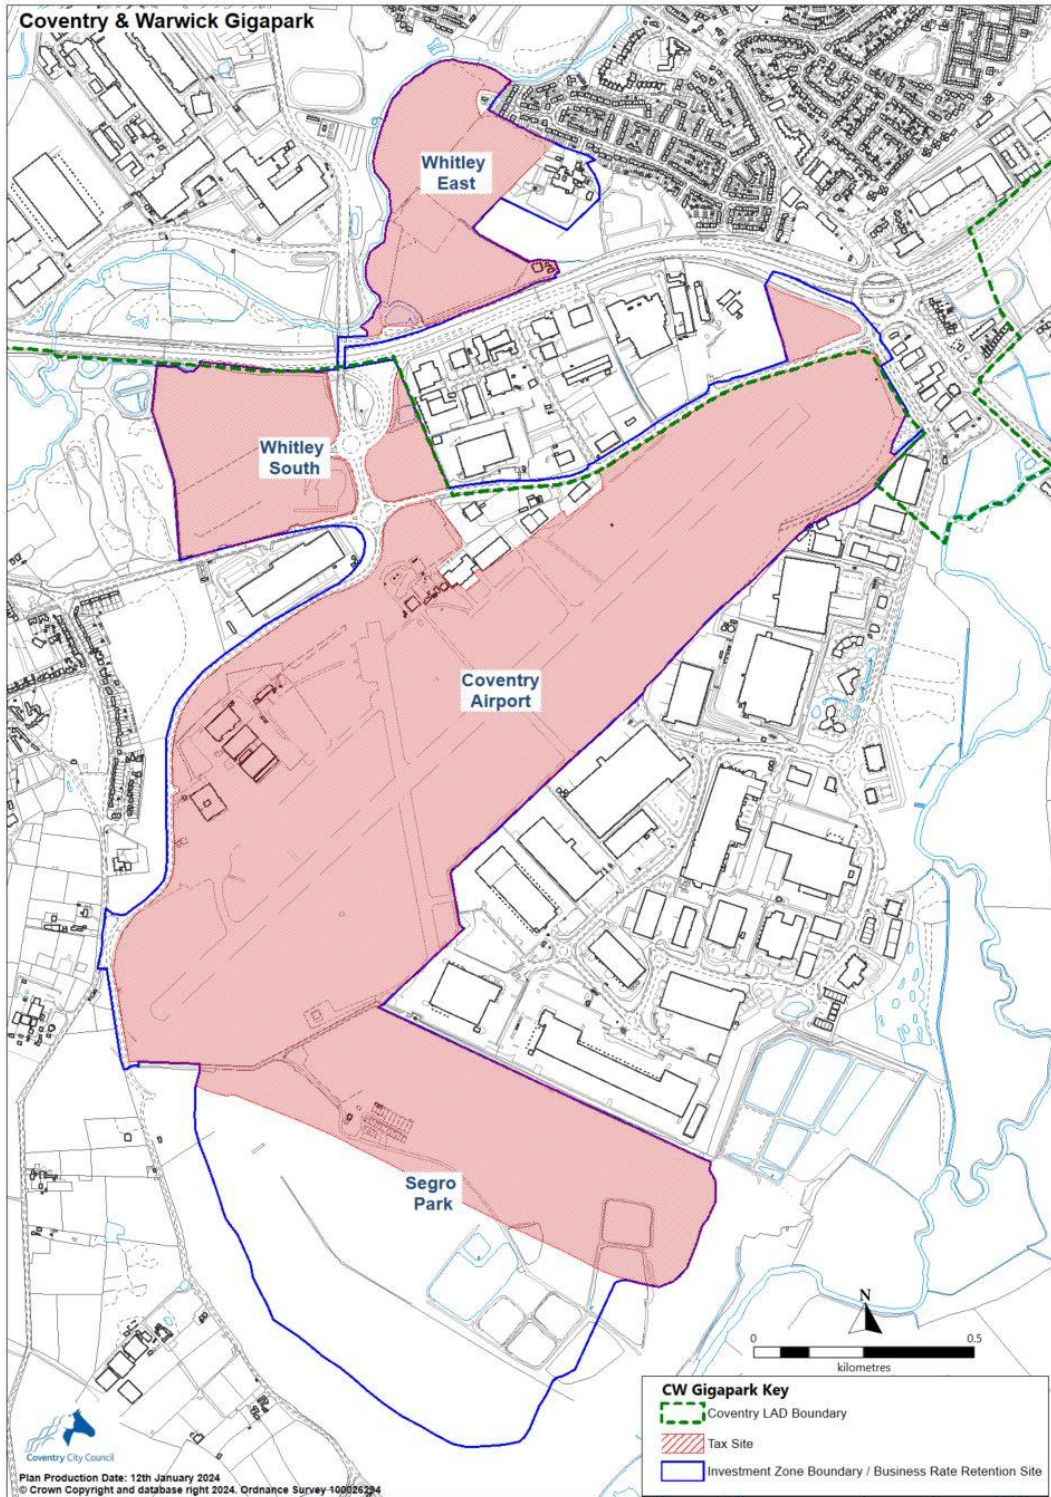 Coventry & Warwick Gigapark
Whitley
East
Whitley
South
Coventry
Airport
Segro
Park
N
0 0.5
kilometres
CW Gigapark Key
Coventry LAD Boundary
Tax Site
Investment Zone Boundary / Business Rate Retention Site
Coventry City Council
Plan Production Date: 12th January 2024
© Crown Copyright and database right 2024. Ordnance Survey 100026294